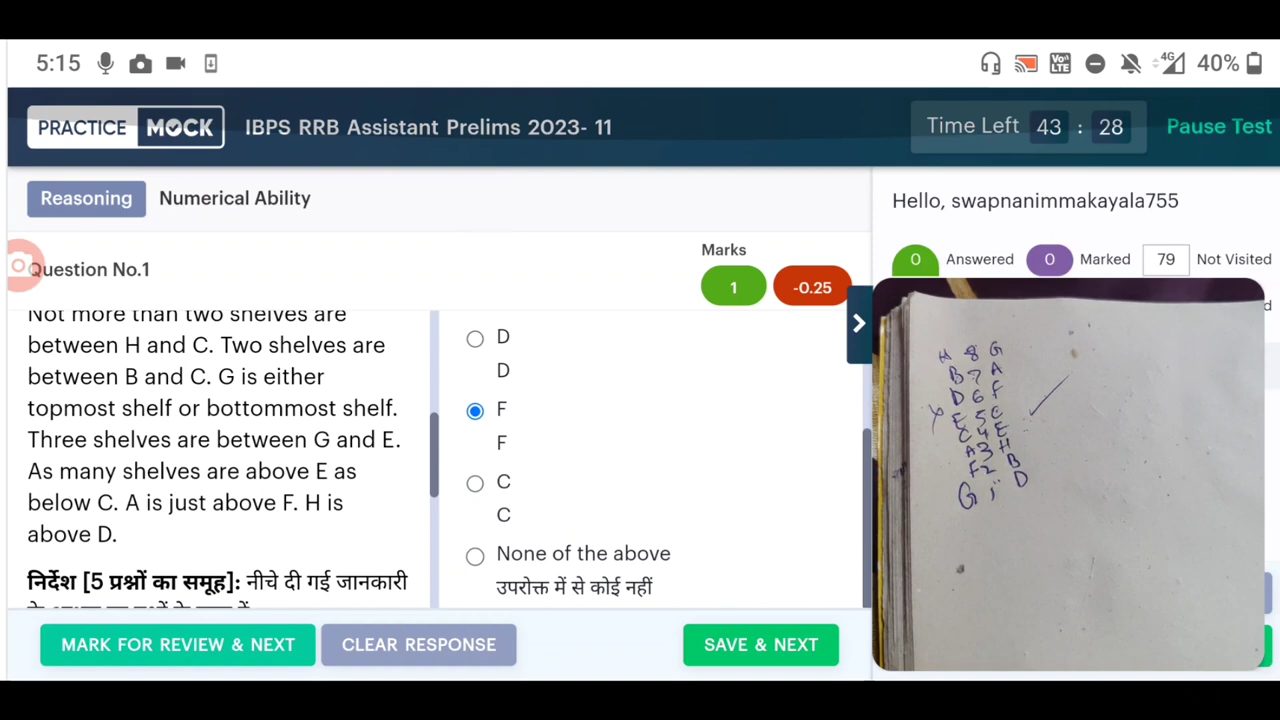 5:15 VoLTE 4G 40%
PRACTICE MOCK IBPS RRB Assistant Prelims 2023- 11 Time Left 43 : 28 Pause Test
Reasoning Numerical Ability
Hello, swapnanimmakayala755
Question No.1
Marks
1 -0.25
0 Answered 0 Marked 79 Not Visited
Not more than two shelves are
between H and C. Two shelves are
between B and C. G is either
topmost shelf or bottommost shelf.
Three shelves are between G and E.
As many shelves are above E as
below C. A is just above F. H is
above D.
निर्देश [5 प्रश्नों का समूह]: नीचे दी गई जानकारी
D
D
F
F
C
C
None of the above
उपरोक्त में से कोई नहीं
H 8 G
B 7 A
D 6 F
E 5 C
C 4 E
A 3 H
F 2 B
G 1 D
MARK FOR REVIEW & NEXT CLEAR RESPONSE SAVE & NEXT